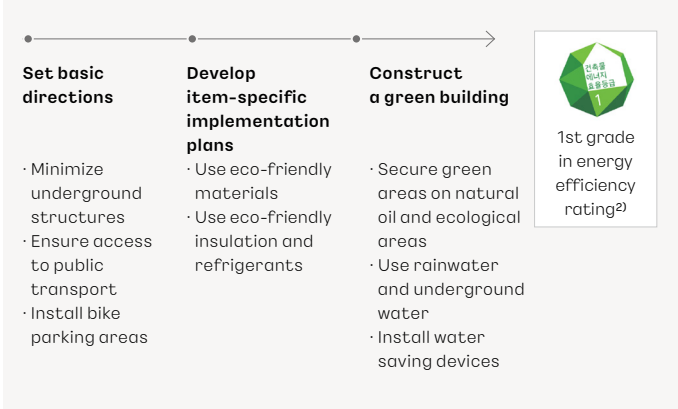 Set basic
directions
· Minimize
underground
structures
· Ensure access
to public
transport
· Install bike
parking areas
Develop
item-specific
implementation
plans
· Use eco-friendly
materials
· Use eco-friendly
insulation and
refrigerants
Construct
a green building
· Secure green
areas on natural
oil and ecological
areas
· Use rainwater
and underground
water
· Install water
saving devices
건축물
에너지
효율등급
1
1st grade
in energy
efficiency
rating²⁾